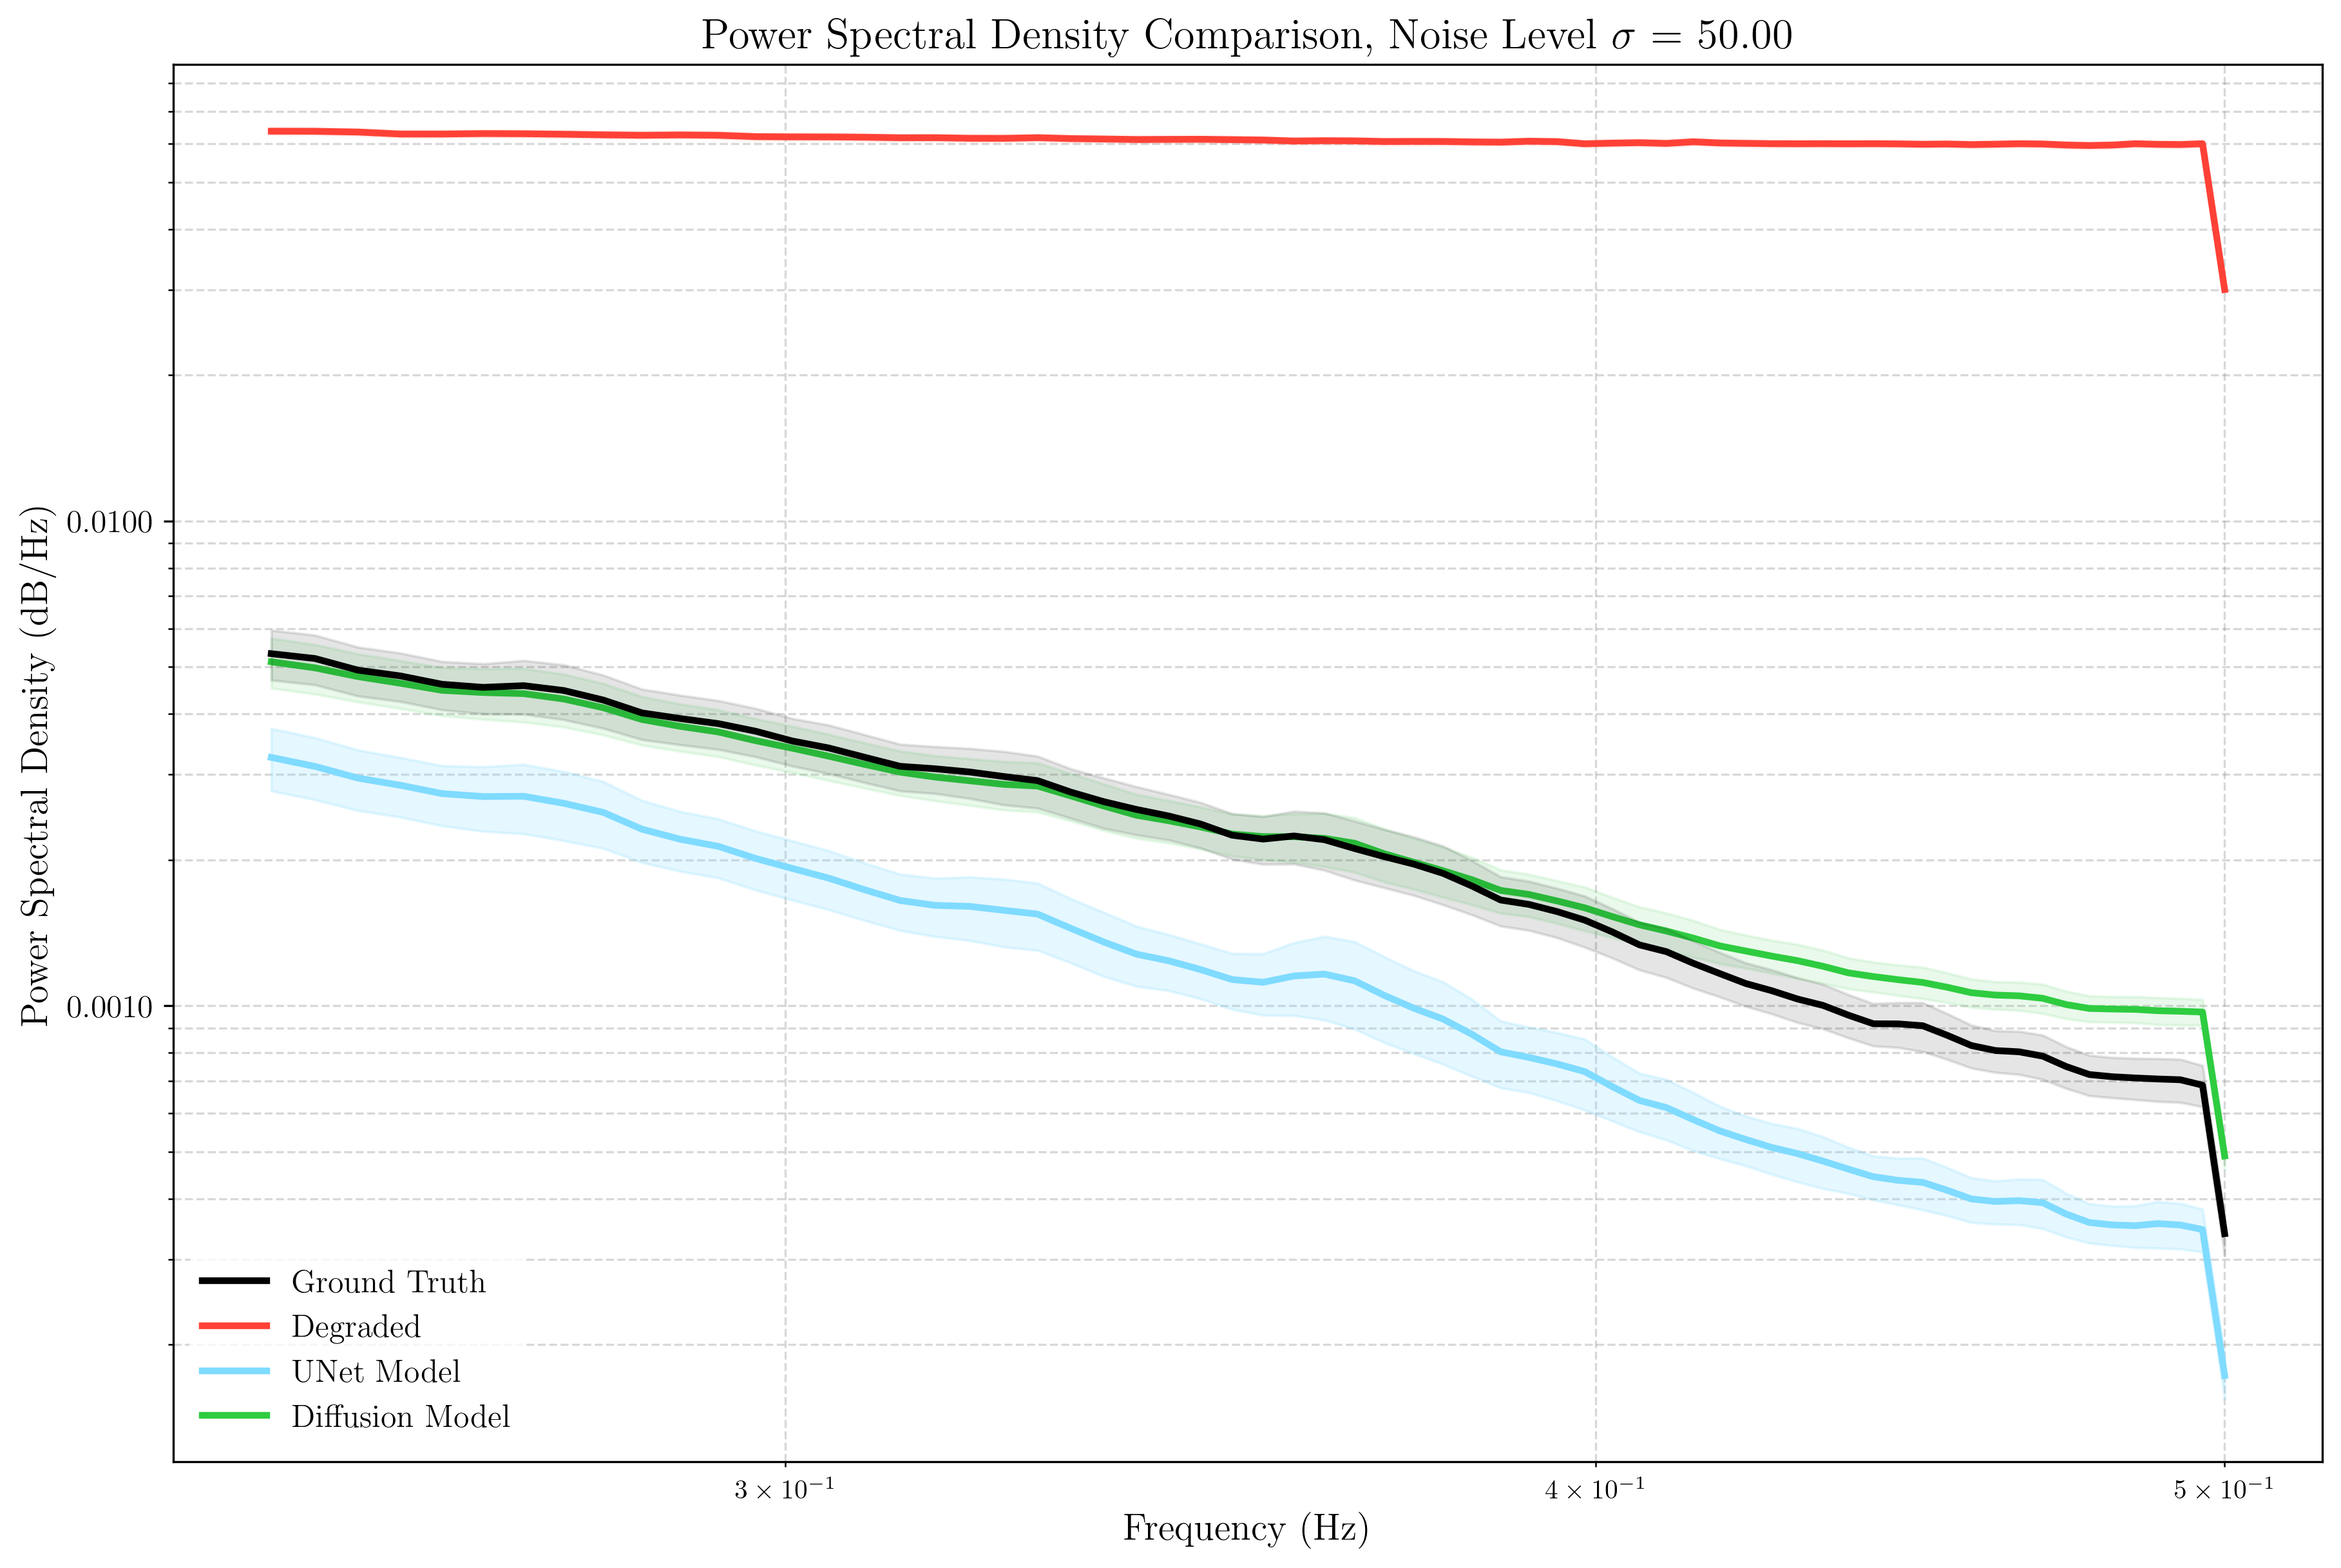 Power Spectral Density Comparison, Noise Level σ = 50.00
Power Spectral Density (dB/Hz)
0.0100
0.0010
Ground Truth
Degraded
UNet Model
Diffusion Model
3 × 10⁻¹
4 × 10⁻¹
5 × 10⁻¹
Frequency (Hz)